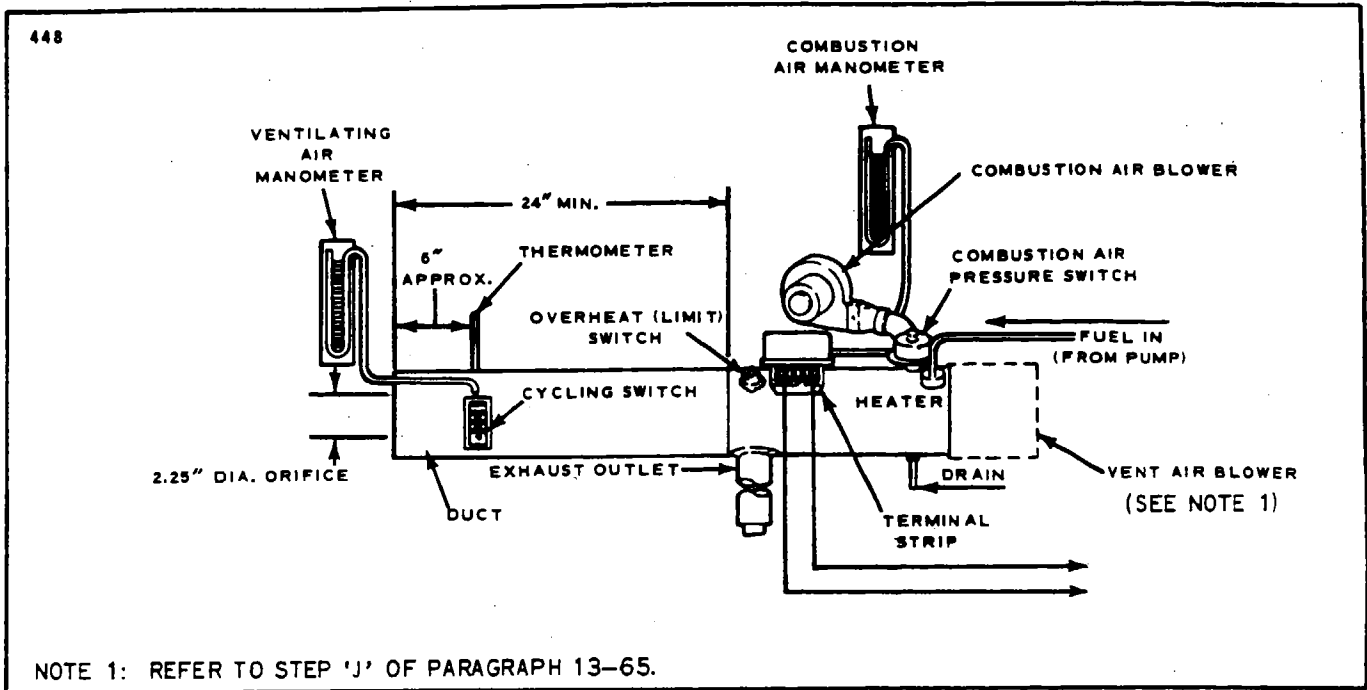 448
COMBUSTION
AIR MANOMETER
VENTILATING
AIR
MANOMETER
COMBUSTION AIR BLOWER
24" MIN.
6"
APPROX.
THERMOMETER
COMBUSTION AIR
PRESSURE SWITCH
OVERHEAT (LIMIT)
SWITCH
FUEL IN
(FROM PUMP)
CYCLING SWITCH
HEATER
2.25" DIA. ORIFICE
EXHAUST OUTLET
DRAIN
VENT AIR BLOWER
(SEE NOTE 1)
DUCT
TERMINAL
STRIP
NOTE 1: REFER TO STEP 'J' OF PARAGRAPH 13-65.